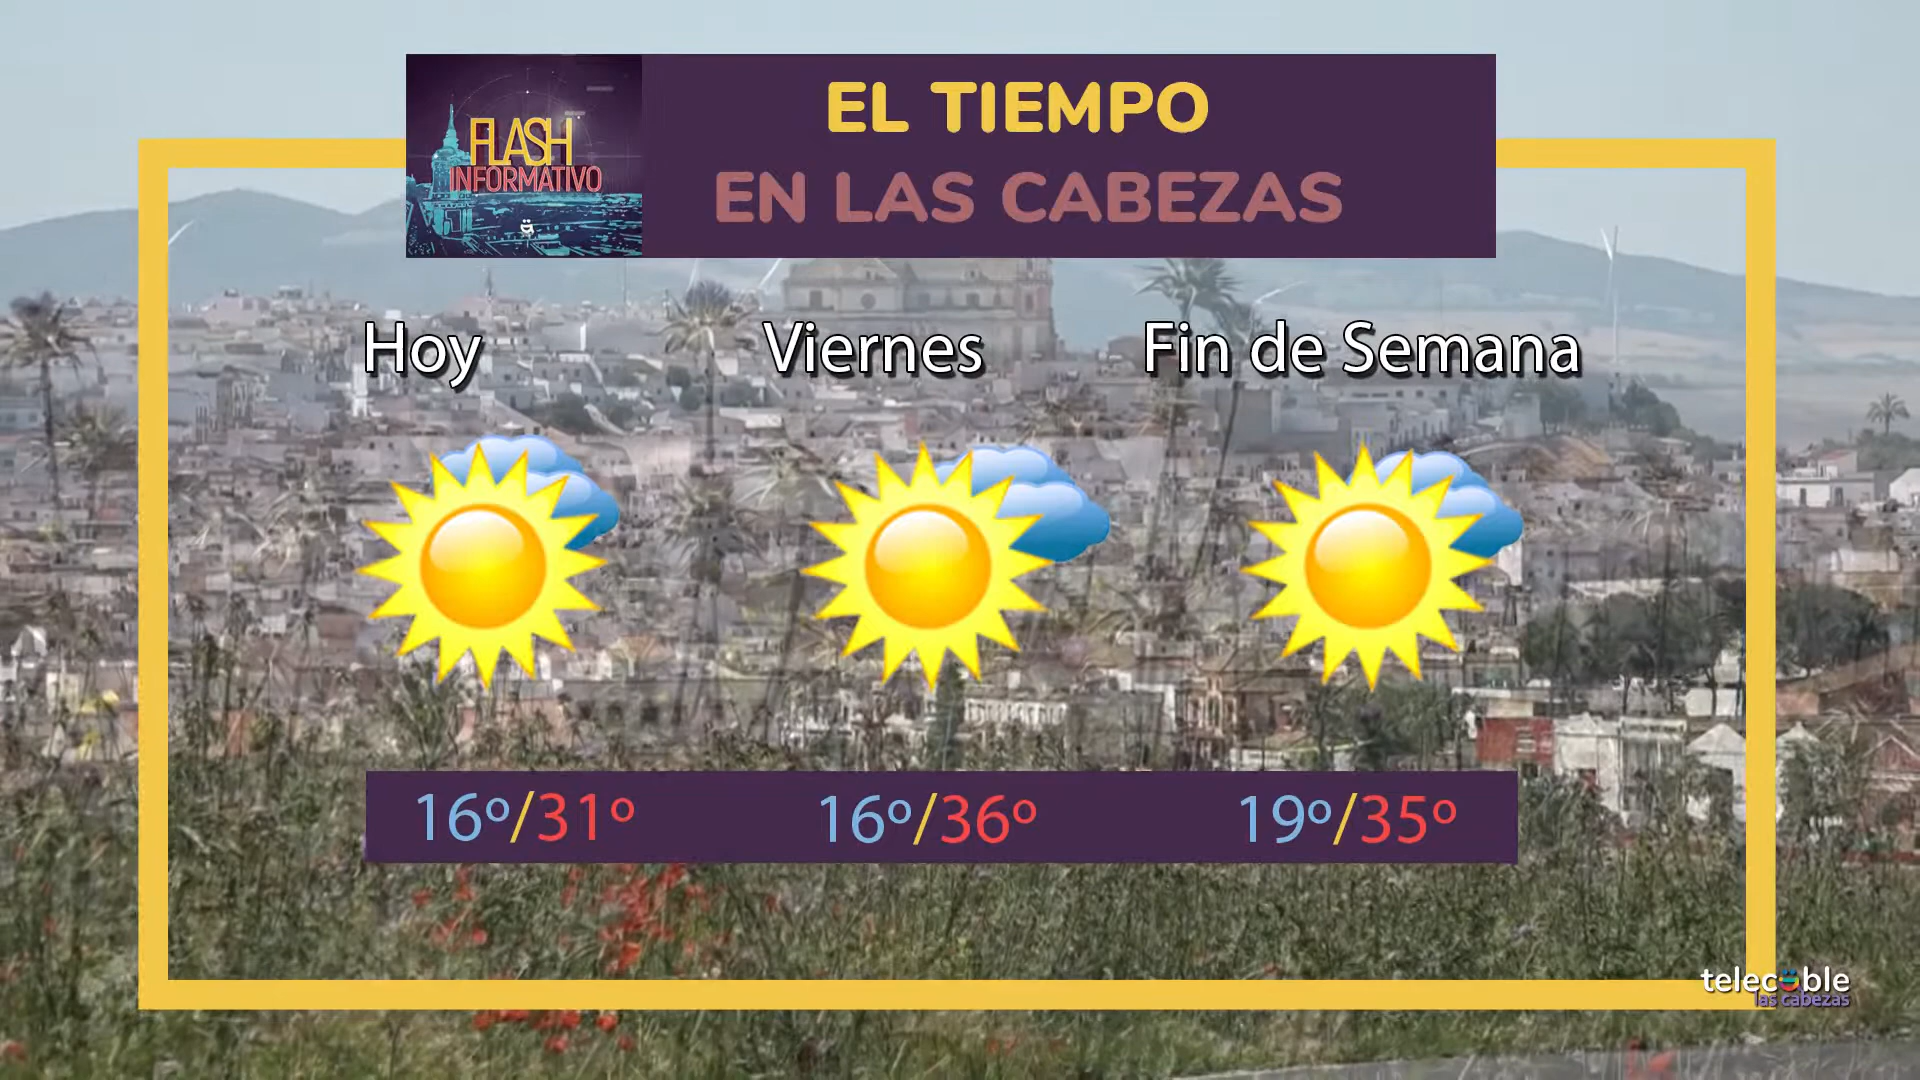 FLASH
INFORMATIVO
EL TIEMPO
EN LAS CABEZAS
Hoy
Viernes
Fin de Semana
16º/31º
16º/36º
19º/35º
telecable
las cabezas